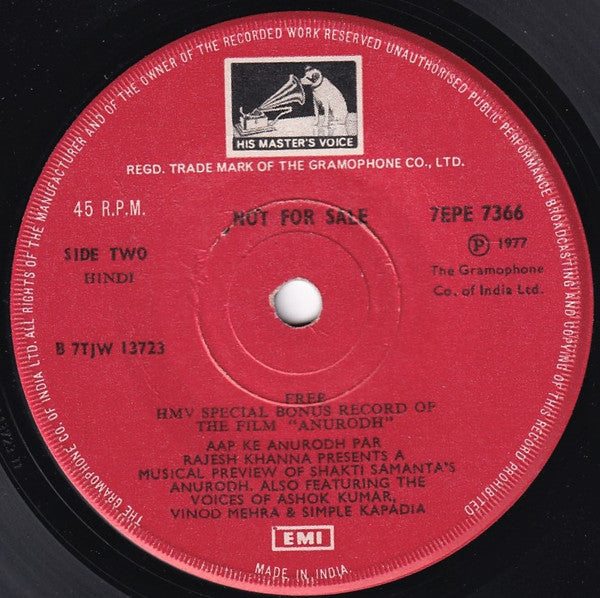 THE GRAMOPHONE CO. OF INDIA LTD. ALL RIGHTS OF THE MANUFACTURER AND OF THE OWNER OF THE RECORDED WORK RESERVED UNAUTHORISED PUBLIC PERFORMANCE BROADCASTING AND COPYING OF THIS RECORD PROHIBITED
HIS MASTER'S VOICE
REGD. TRADE MARK OF THE GRAMOPHONE CO., LTD.
45 R.P.M.
NOT FOR SALE
7EPE 7366
SIDE TWO
Ⓟ 1977
HINDI
The Gramophone
Co. of India Ltd.
B 7TJW 13723
FREE
HMV SPECIAL BONUS RECORD OF
THE FILM "ANURODH"
AAP KE ANURODH PAR
RAJESH KHANNA PRESENTS A
MUSICAL PREVIEW OF SHAKTI SAMANTA'S
ANURODH. ALSO FEATURING THE
VOICES OF ASHOK KUMAR,
VINOD MEHRA & SIMPLE KAPADIA
EMI
MADE IN INDIA.